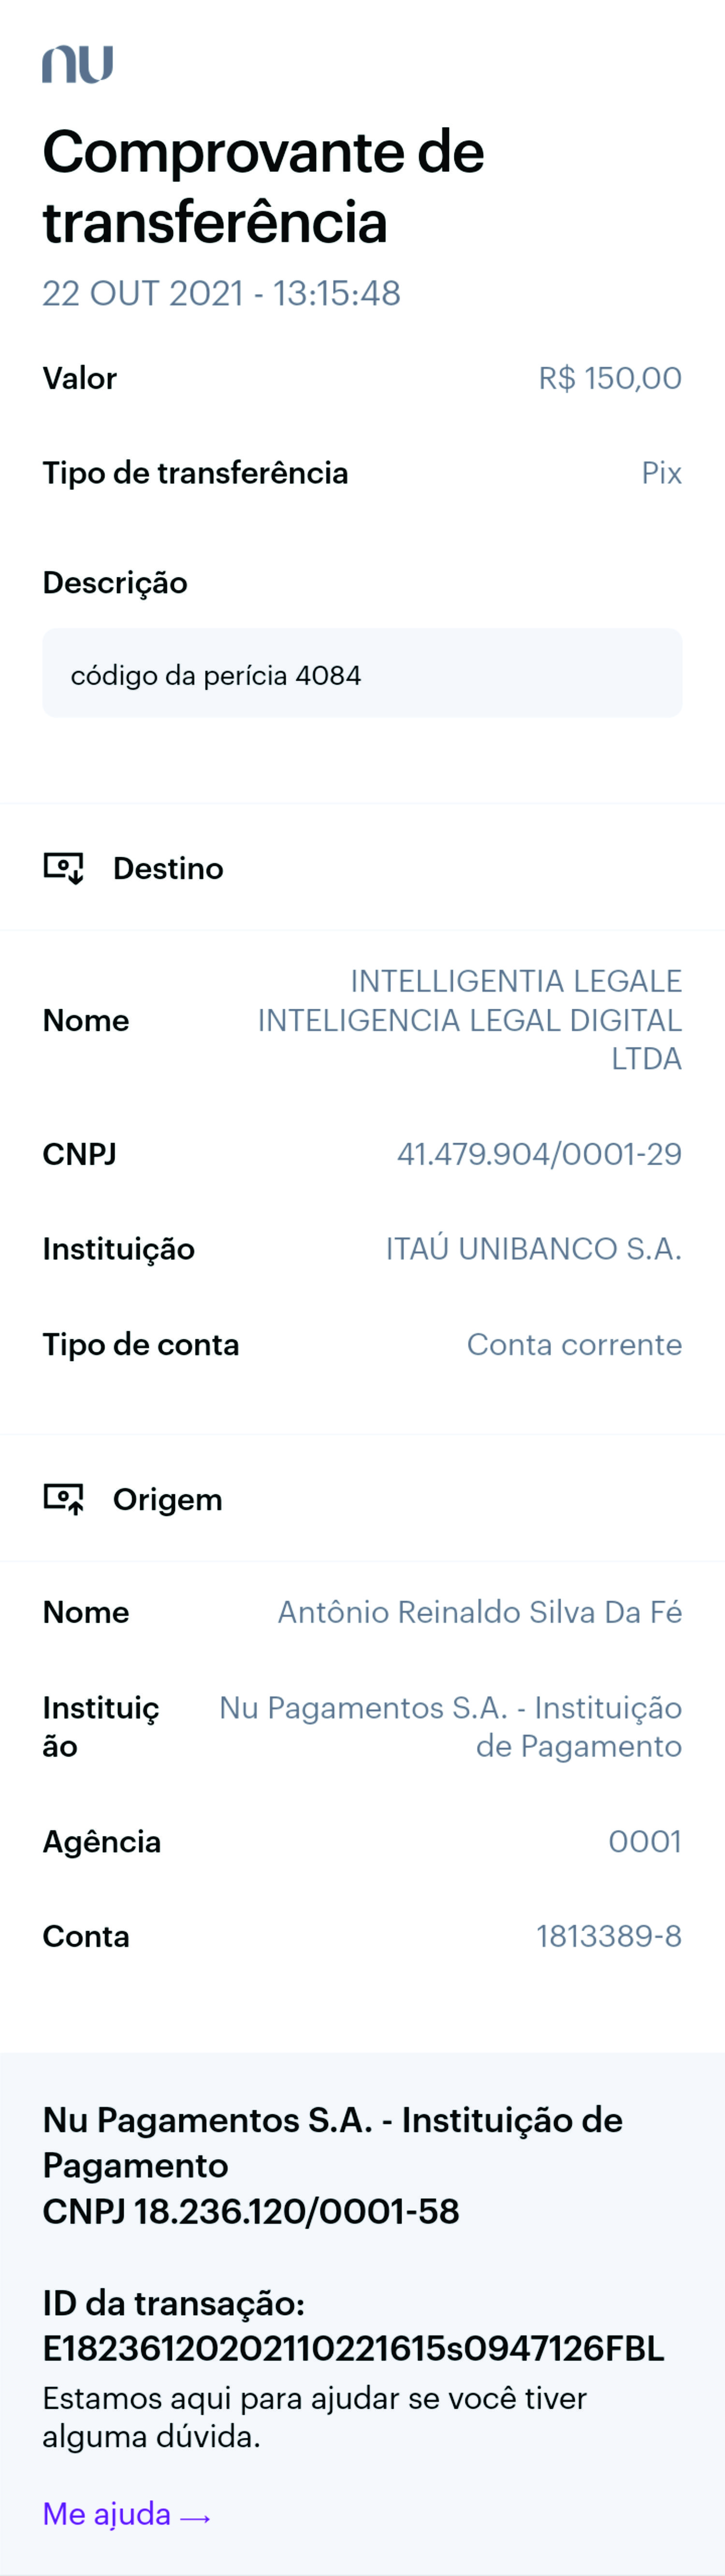 nu
Comprovante de
transferência
22 OUT 2021 - 13:15:48
Valor R$ 150,00
Tipo de transferência Pix
Descrição
código da perícia 4084
Destino
INTELLIGENTIA LEGALE
Nome INTELIGENCIA LEGAL DIGITAL
LTDA
CNPJ 41.479.904/0001-29
Instituição ITAÚ UNIBANCO S.A.
Tipo de conta Conta corrente
Origem
Nome Antônio Reinaldo Silva Da Fé
Instituiç Nu Pagamentos S.A. - Instituição
ão de Pagamento
Agência 0001
Conta 1813389-8
Nu Pagamentos S.A. - Instituição de
Pagamento
CNPJ 18.236.120/0001-58
ID da transação:
E18236120202110221615s0947126FBL
Estamos aqui para ajudar se você tiver
alguma dúvida.
Me ajuda →